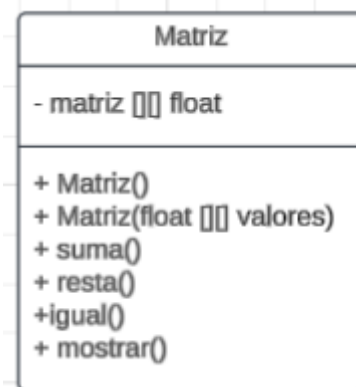 Matriz
- matriz [][] float
+ Matriz()
+ Matriz(float [][] valores)
+ suma()
+ resta()
+igual()
+ mostrar()